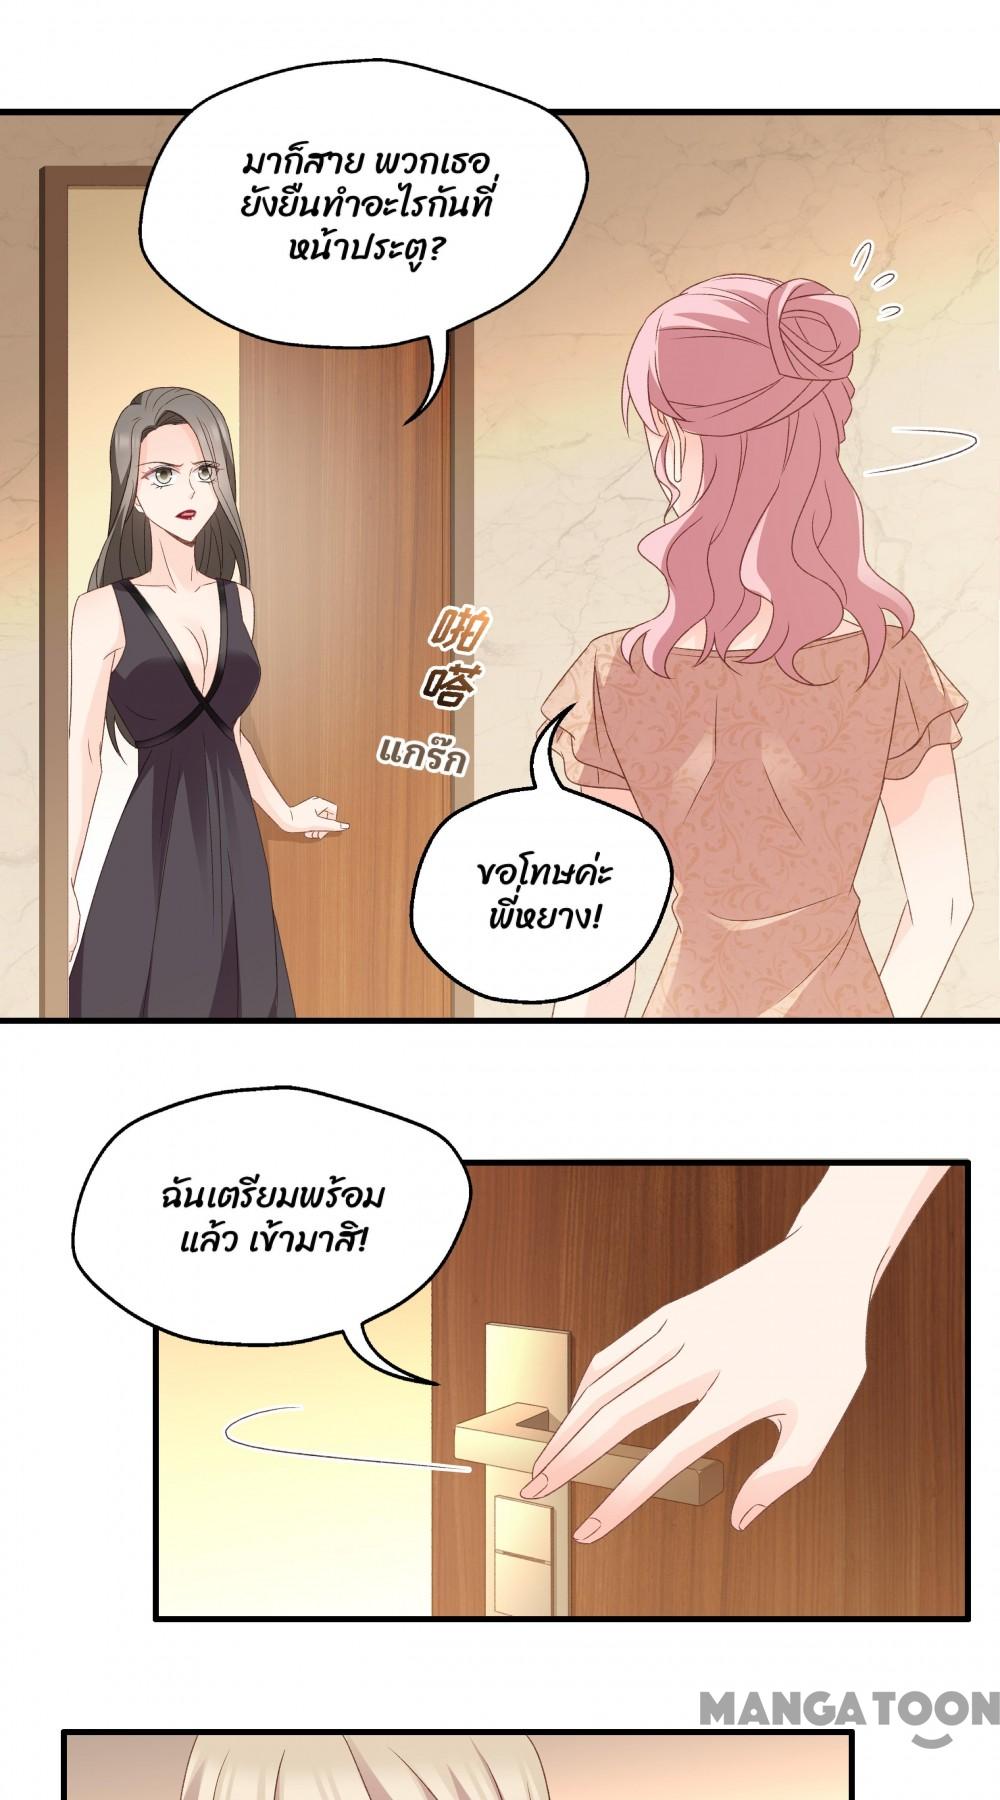 มาก็สาย พวกเธอ
ยังยืนทำอะไรกันที่
หน้าประตู?
啪
嗒
แกร๊ก
ขอโทษค่ะ
พี่หยาง!
ฉันเตรียมพร้อม
แล้ว เข้ามาสิ!
MANGATOON